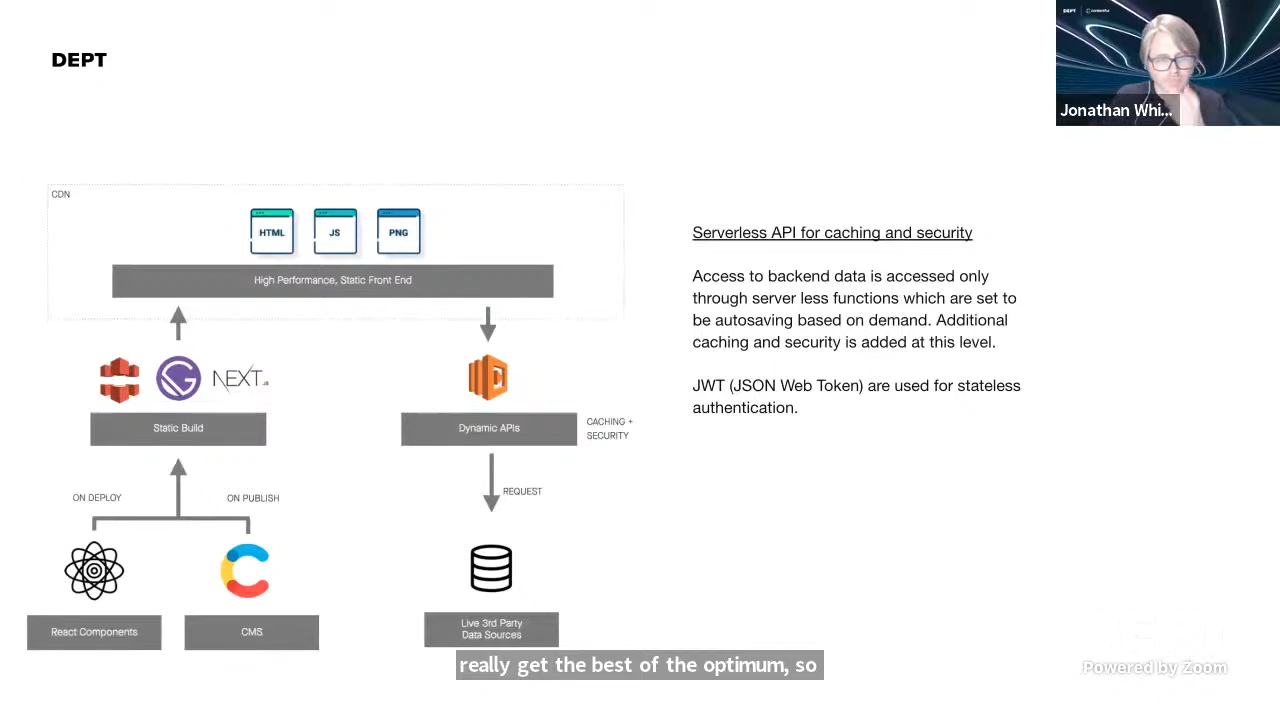 DEPT
DEPT
contentful
Jonathan Whi...
CDN
HTML
JS
PNG
High Performance, Static Front End
NEXT.JS
Static Build
Dynamic APIs
CACHING +
SECURITY
ON DEPLOY
ON PUBLISH
REQUEST
React Components
CMS
Live 3rd Party
Data Sources
Serverless API for caching and security
Access to backend data is accessed only
through server less functions which are set to
be autosaving based on demand. Additional
caching and security is added at this level.
JWT (JSON Web Token) are used for stateless
authentication.
really get the best of the optimum, so
Powered by Zoom